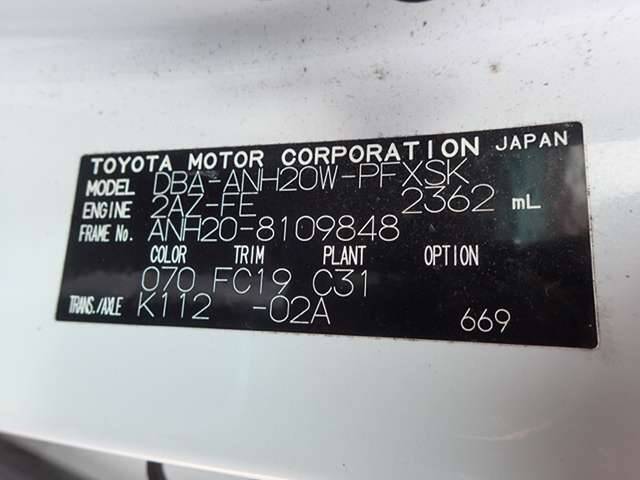 TOYOTA MOTOR CORPORATION JAPAN
MODEL DBA-ANH20W-PFXSK
ENGINE 2AZ-FE 2362 mL
FRAME No. ANH20-8109848
COLOR TRIM PLANT OPTION
070 FC19 C31
TRANS./AXLE K112 -02A 669